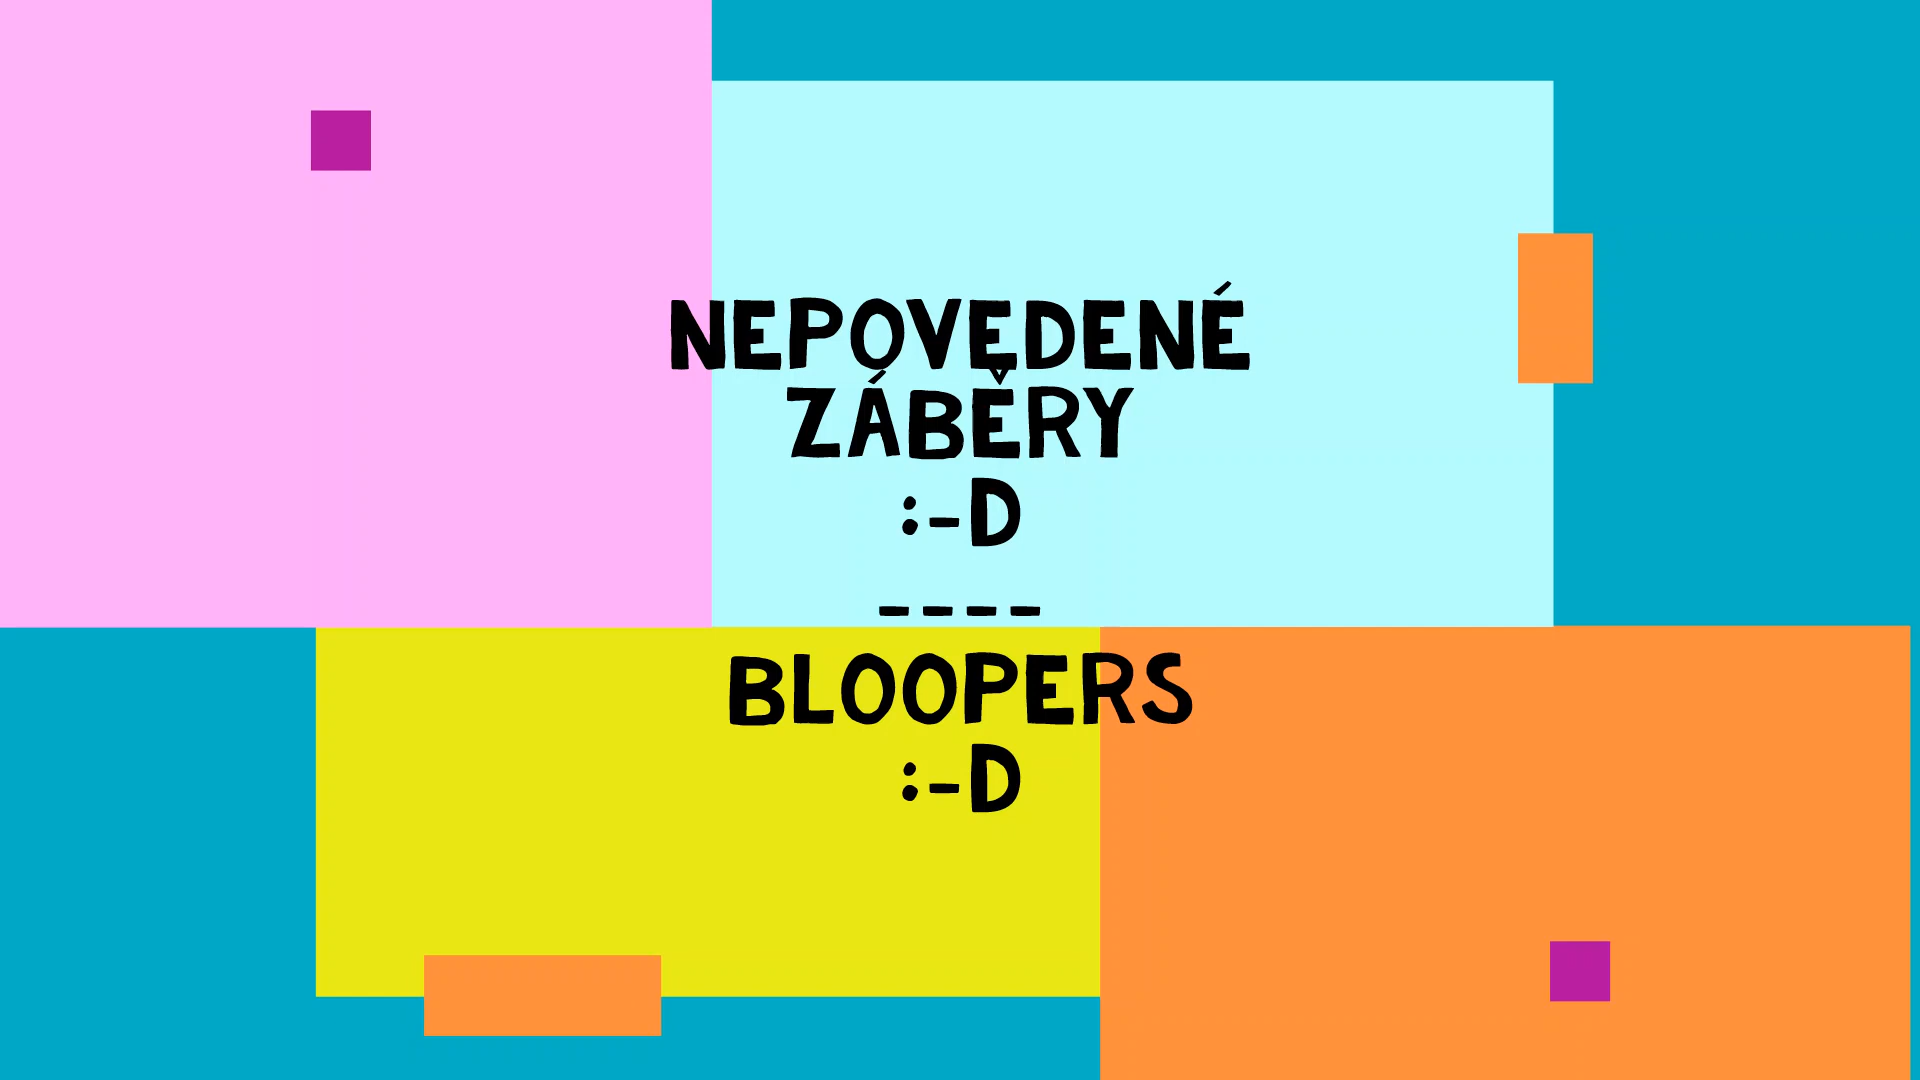 NEPOVEDENÉ
ZÁBĚRY
:-D
----
BLOOPERS
:-D